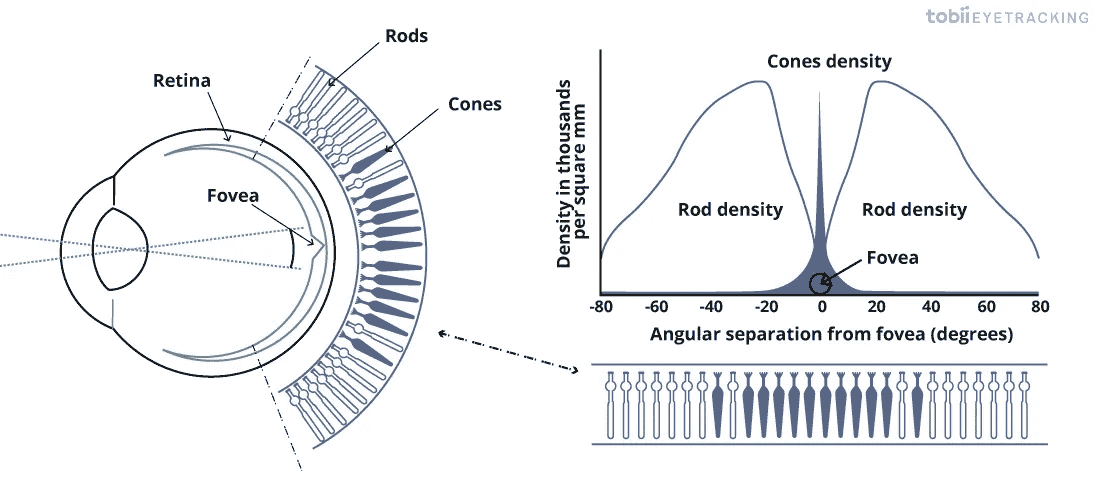 tobii EYETRACKING
Rods
Retina
Cones
Fovea
Cones density
Density in thousands
per square mm
Rod density
Rod density
Fovea
-80 -60 -40 -20 0 20 40 60 80
Angular separation from fovea (degrees)